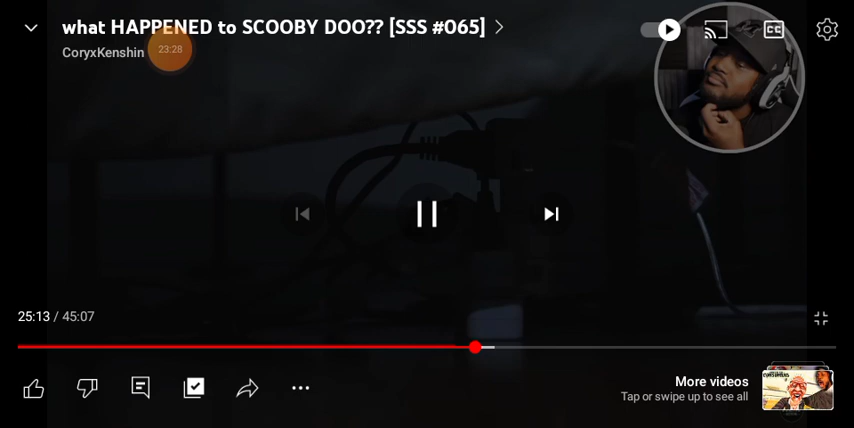 what HAPPENED to SCOOBY DOO?? [SSS #065]
CoryxKenshin
23:28
CC
25:13 / 45:07
More videos
Tap or swipe up to see all